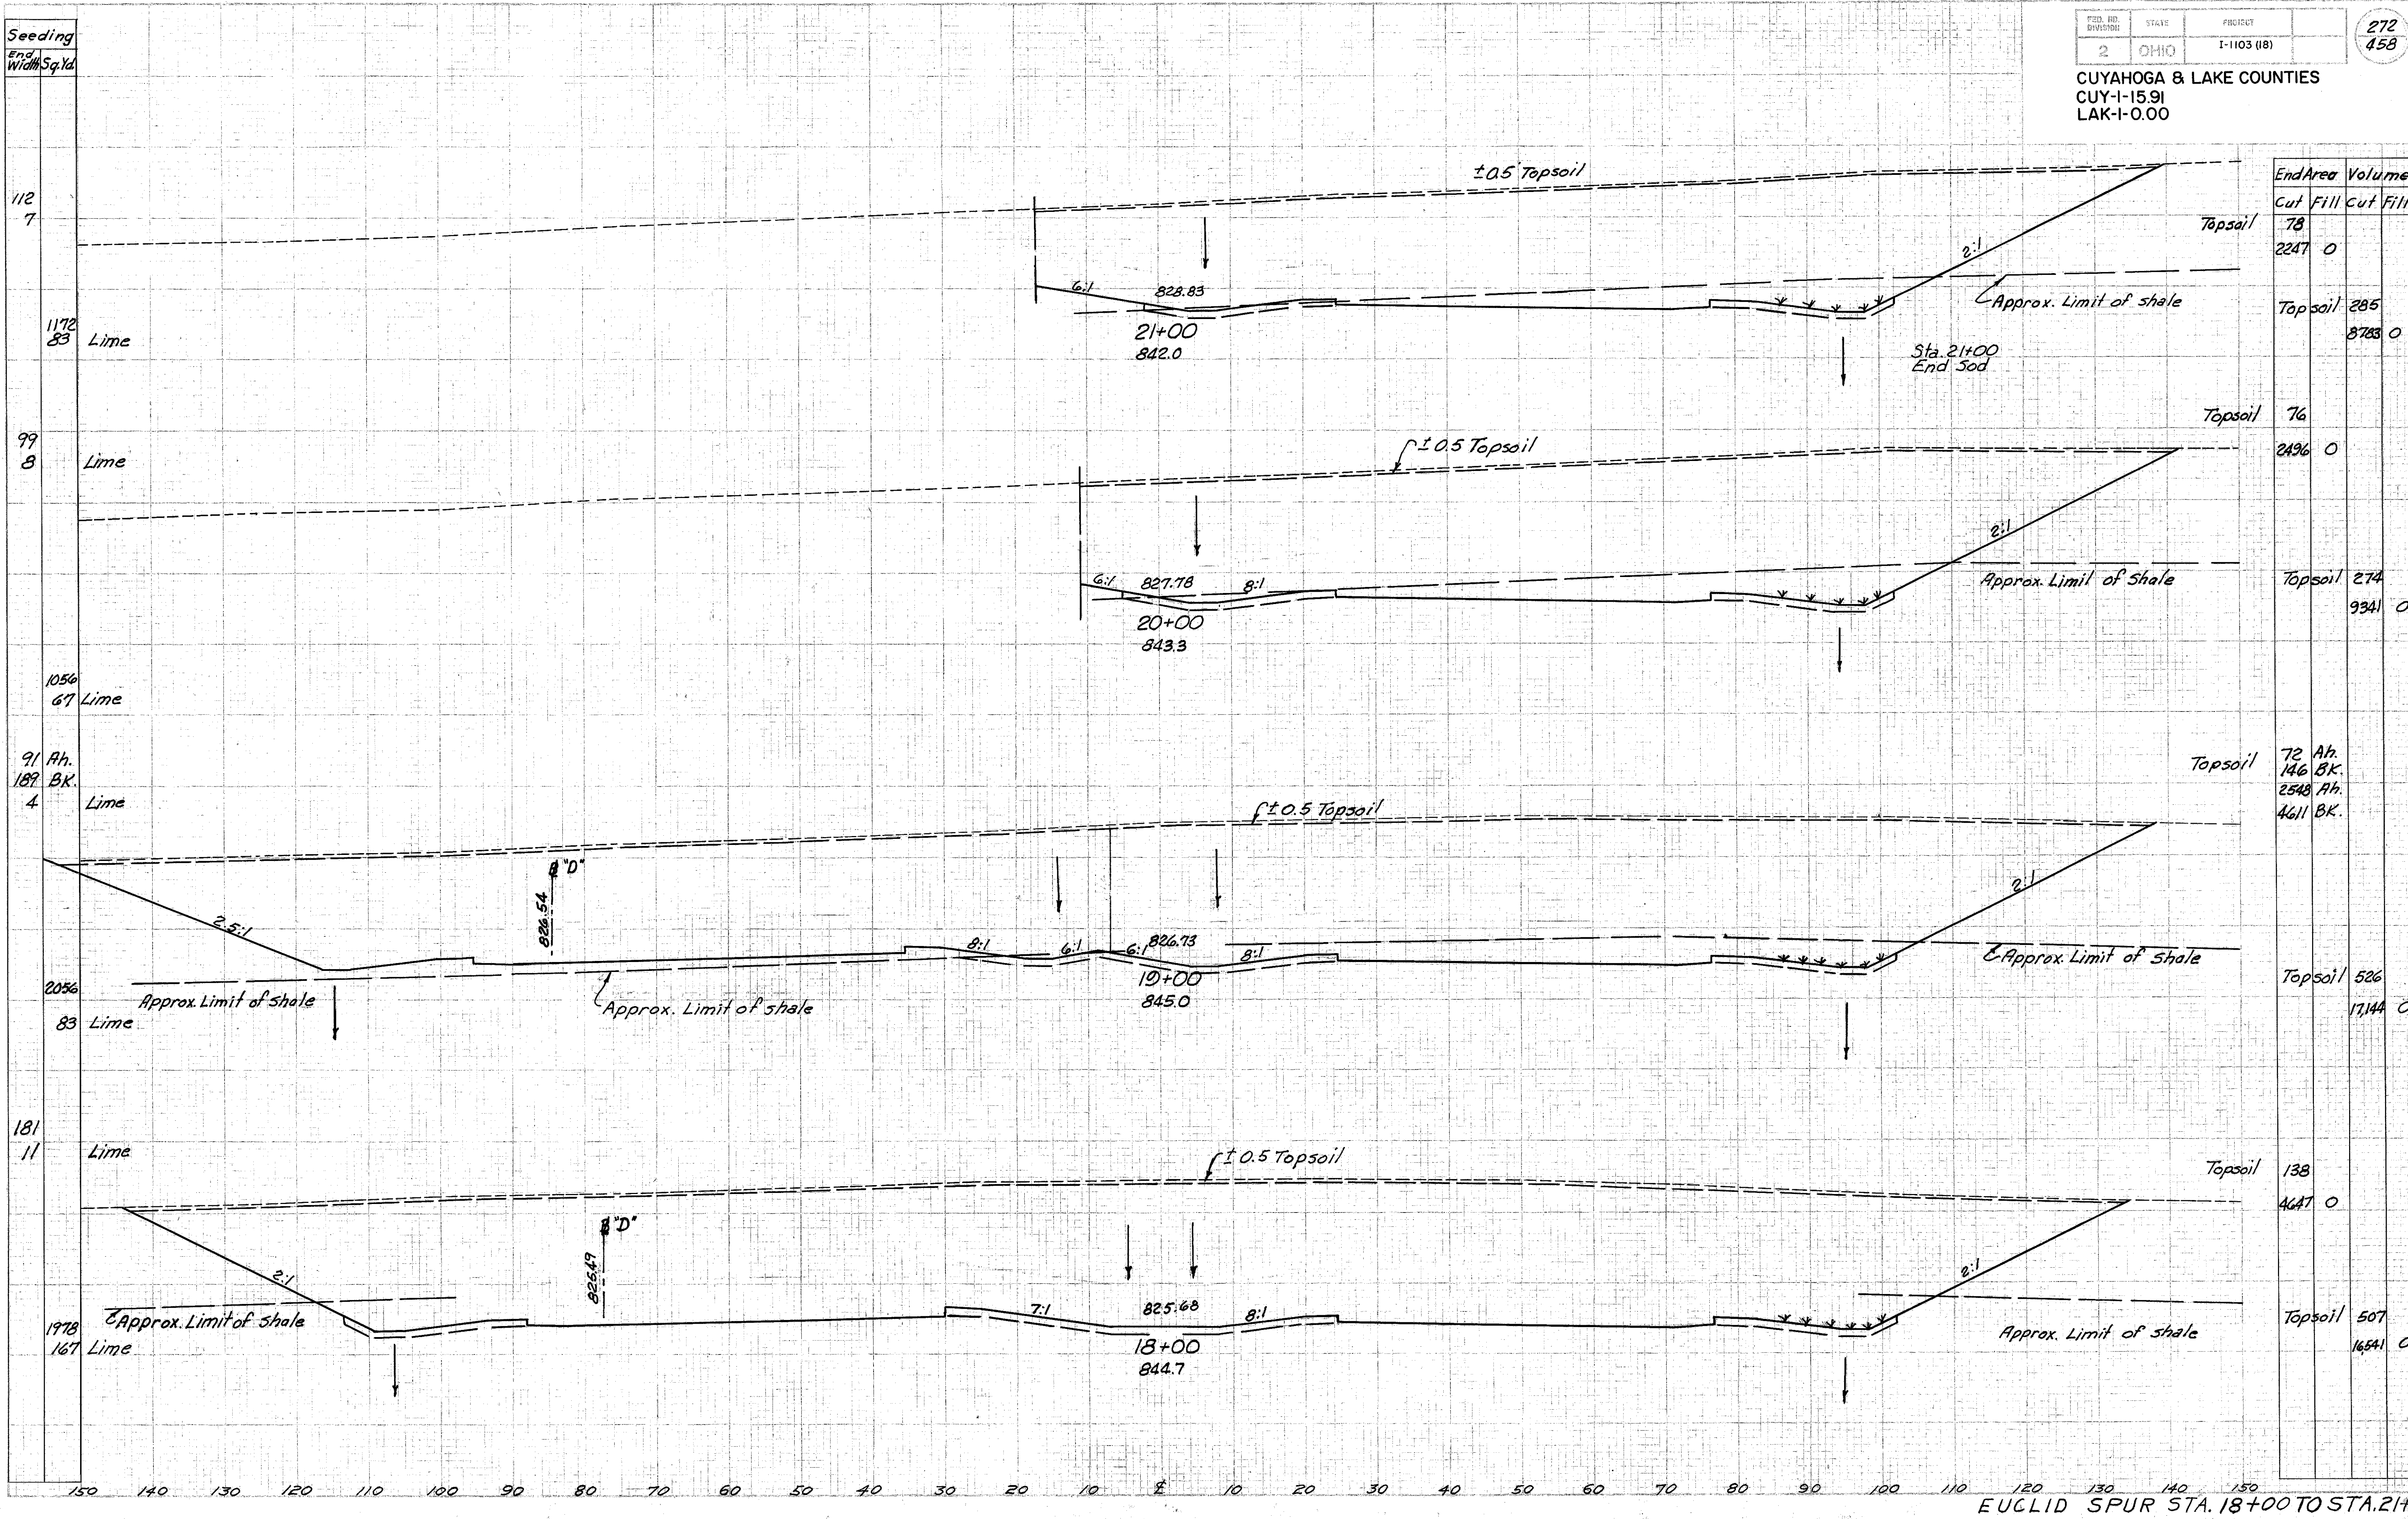 FED. RD. DIVISION STATE PROJECT
2 OHIO I-1103 (18)
272
458
CUYAHOGA & LAKE COUNTIES
CUY-1-15.91
LAK-1-0.00
Seeding
End Width Sq.Yd.
End Area Volume
Cut Fill Cut Fill
112
7
±0.5 Topsoil
Topsoil 78
2247 0
2:1
6:1
828.83
Approx. Limit of shale
21+00
842.0
Sta. 21+00
End Sod
1172
83 Lime
Topsoil 285
8783 0
99
8 Lime
±0.5 Topsoil
Topsoil 76
2496 0
2:1
6:1 827.78 8:1
Approx. Limit of Shale
20+00
843.3
Topsoil 274
9341 0
1056
67 Lime
91 Ah.
189 BK.
4 Lime
±0.5 Topsoil
Topsoil 72 Ah.
146 BK.
2548 Ah.
4611 BK.
"D"
826.54
2.5:1
2:1
8:1 6:1 6:1 826.73 8:1
Approx. Limit of shale
Approx. Limit of shale
Approx. Limit of shale
19+00
845.0
2056
83 Lime
Topsoil 526
17,144 0
181
11 Lime
±0.5 Topsoil
Topsoil 138
4647 0
"D"
825.49
2:1
2:1
7:1 825.68 8:1
Approx. Limit of shale
Approx. Limit of shale
18+00
844.7
1978
167 Lime
Topsoil 507
16541 0
150 140 130 120 110 100 90 80 70 60 50 40 30 20 10 ℄ 10 20 30 40 50 60 70 80 90 100 110 120 130 140 150
EUCLID SPUR STA. 18+00 TO STA. 21+